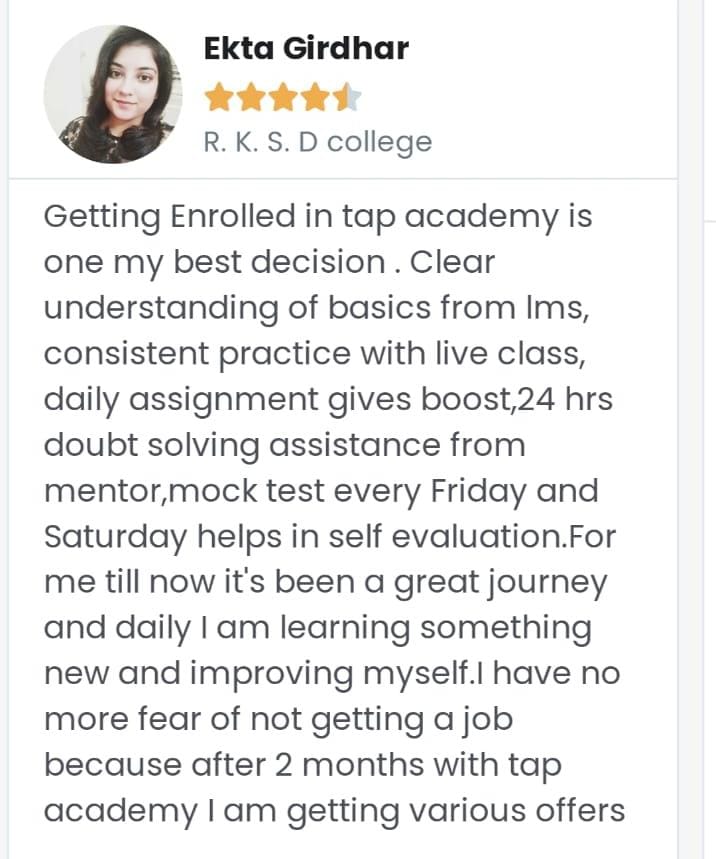 Ekta Girdhar
R. K. S. D college
Getting Enrolled in tap academy is
one my best decision . Clear
understanding of basics from lms,
consistent practice with live class,
daily assignment gives boost,24 hrs
doubt solving assistance from
mentor,mock test every Friday and
Saturday helps in self evaluation.For
me till now it's been a great journey
and daily I am learning something
new and improving myself.I have no
more fear of not getting a job
because after 2 months with tap
academy I am getting various offers